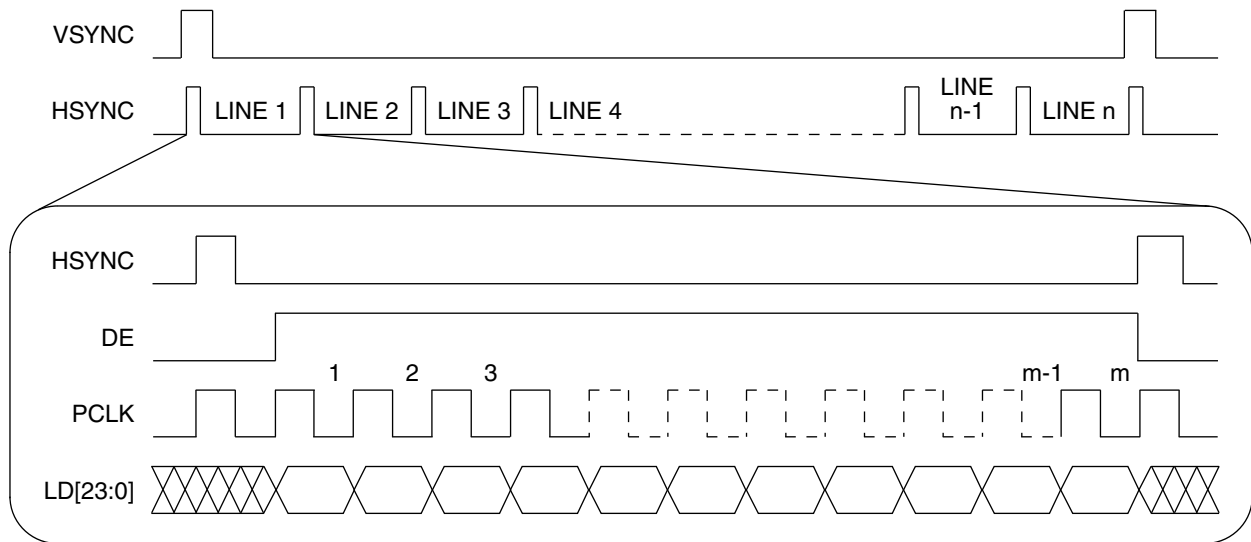 VSYNC
HSYNC
LINE 1 LINE 2 LINE 3 LINE 4
LINE
n-1
LINE n
HSYNC
DE
1 2 3 m-1 m
PCLK
LD[23:0]